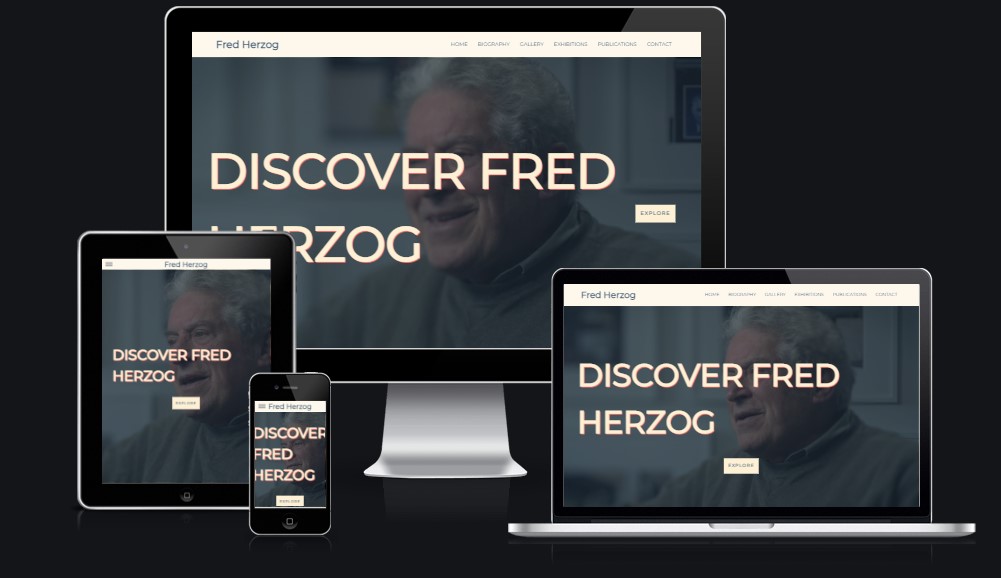 Fred Herzog
HOME BIOGRAPHY GALLERY EXHIBITIONS PUBLICATIONS CONTACT
DISCOVER FRED
HERZOG
EXPLORE
Fred Herzog
DISCOVER FRED
HERZOG
EXPLORE
Fred Herzog
DISCOVER
FRED
HERZOG
EXPLORE
Fred Herzog
HOME BIOGRAPHY GALLERY EXHIBITIONS PUBLICATIONS CONTACT
DISCOVER FRED
HERZOG
EXPLORE